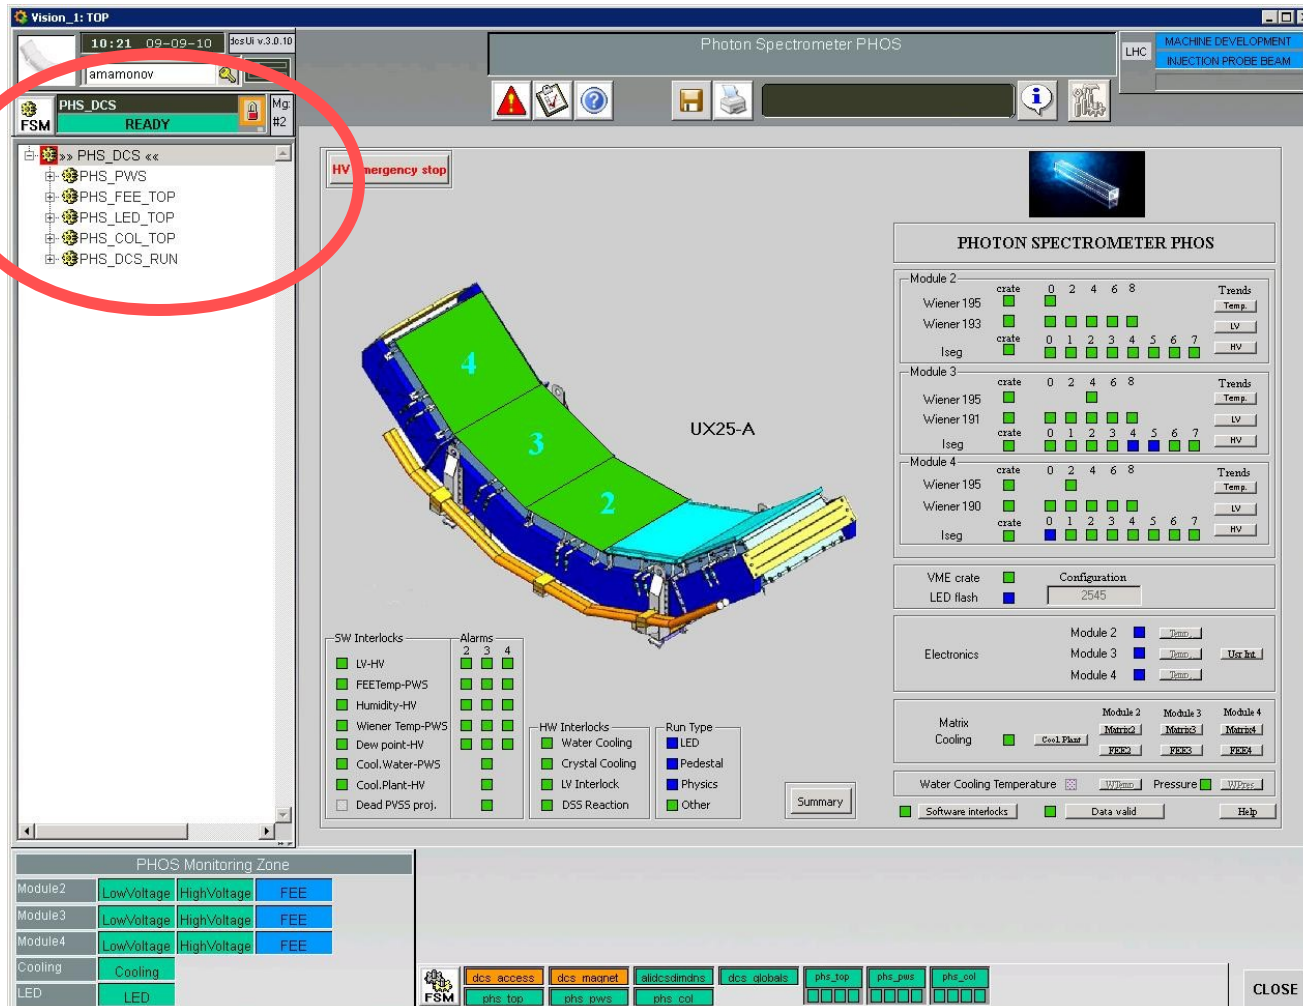 Vision_1: TOP
10:21 09-09-10 dcsUi v.3.0.10
amamonov
Photon Spectrometer PHOS
LHC
MACHINE DEVELOPMENT
INJECTION PROBE BEAM
FSM
PHS_DCS
READY
Mg:
#2
»» PHS_DCS ««
PHS_PWS
PHS_FEE_TOP
PHS_LED_TOP
PHS_COL_TOP
PHS_DCS_RUN
HV emergency stop
4
3
2
UX25-A
PHOTON SPECTROMETER PHOS
Module 2
crate 0 2 4 6 8 Trends
Wiener 195 Temp.
Wiener 193 LV
crate 0 1 2 3 4 5 6 7
Iseg HV
Module 3
crate 0 2 4 6 8 Trends
Wiener 195 Temp.
Wiener 191 LV
crate 0 1 2 3 4 5 6 7
Iseg HV
Module 4
crate 0 2 4 6 8 Trends
Wiener 195 Temp.
Wiener 190 LV
crate 0 1 2 3 4 5 6 7
Iseg HV
VME crate Configuration
LED flash 2545
Electronics
Module 2 Temp.
Module 3 Temp. Usr Int.
Module 4 Temp.
Matrix
Cooling
Cool. Plant
Module 2 Module 3 Module 4
Matrix2 Matrix3 Matrix4
FEE2 FEE3 FEE4
Water Cooling Temperature WTemp Pressure WPres
Software interlocks Data valid Help
SW Interlocks Alarms
2 3 4
LV-HV
FEETemp-PWS
Humidity-HV
Wiener Temp-PWS
Dew point-HV
Cool.Water-PWS
Cool.Plant-HV
Dead PVSS proj.
HW Interlocks
Water Cooling
Crystal Cooling
LV Interlock
DSS Reaction
Run Type
LED
Pedestal
Physics
Other
Summary
PHOS Monitoring Zone
Module2 LowVoltage HighVoltage FEE
Module3 LowVoltage HighVoltage FEE
Module4 LowVoltage HighVoltage FEE
Cooling Cooling
LED LED
FSM
dcs_access dcs_magnet alidcsdimdns dcs_globals phs_top phs_pws phs_col
phs_top phs_pws phs_col
CLOSE